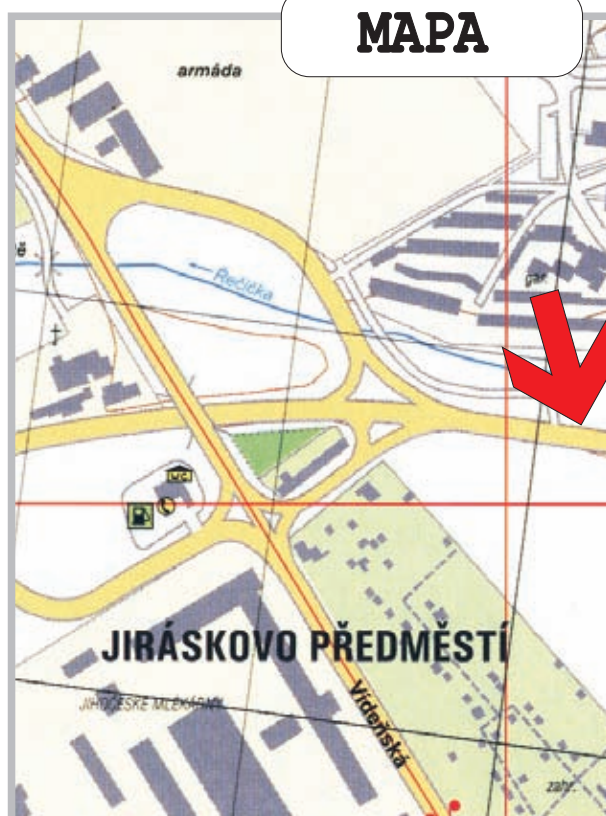 MAPA
armáda
Řečička
gar.
WC
JIRÁSKOVO PŘEDMĚSTÍ
JIHOČESKÉ MLÉKÁRNY
Vídeňská
zahr.